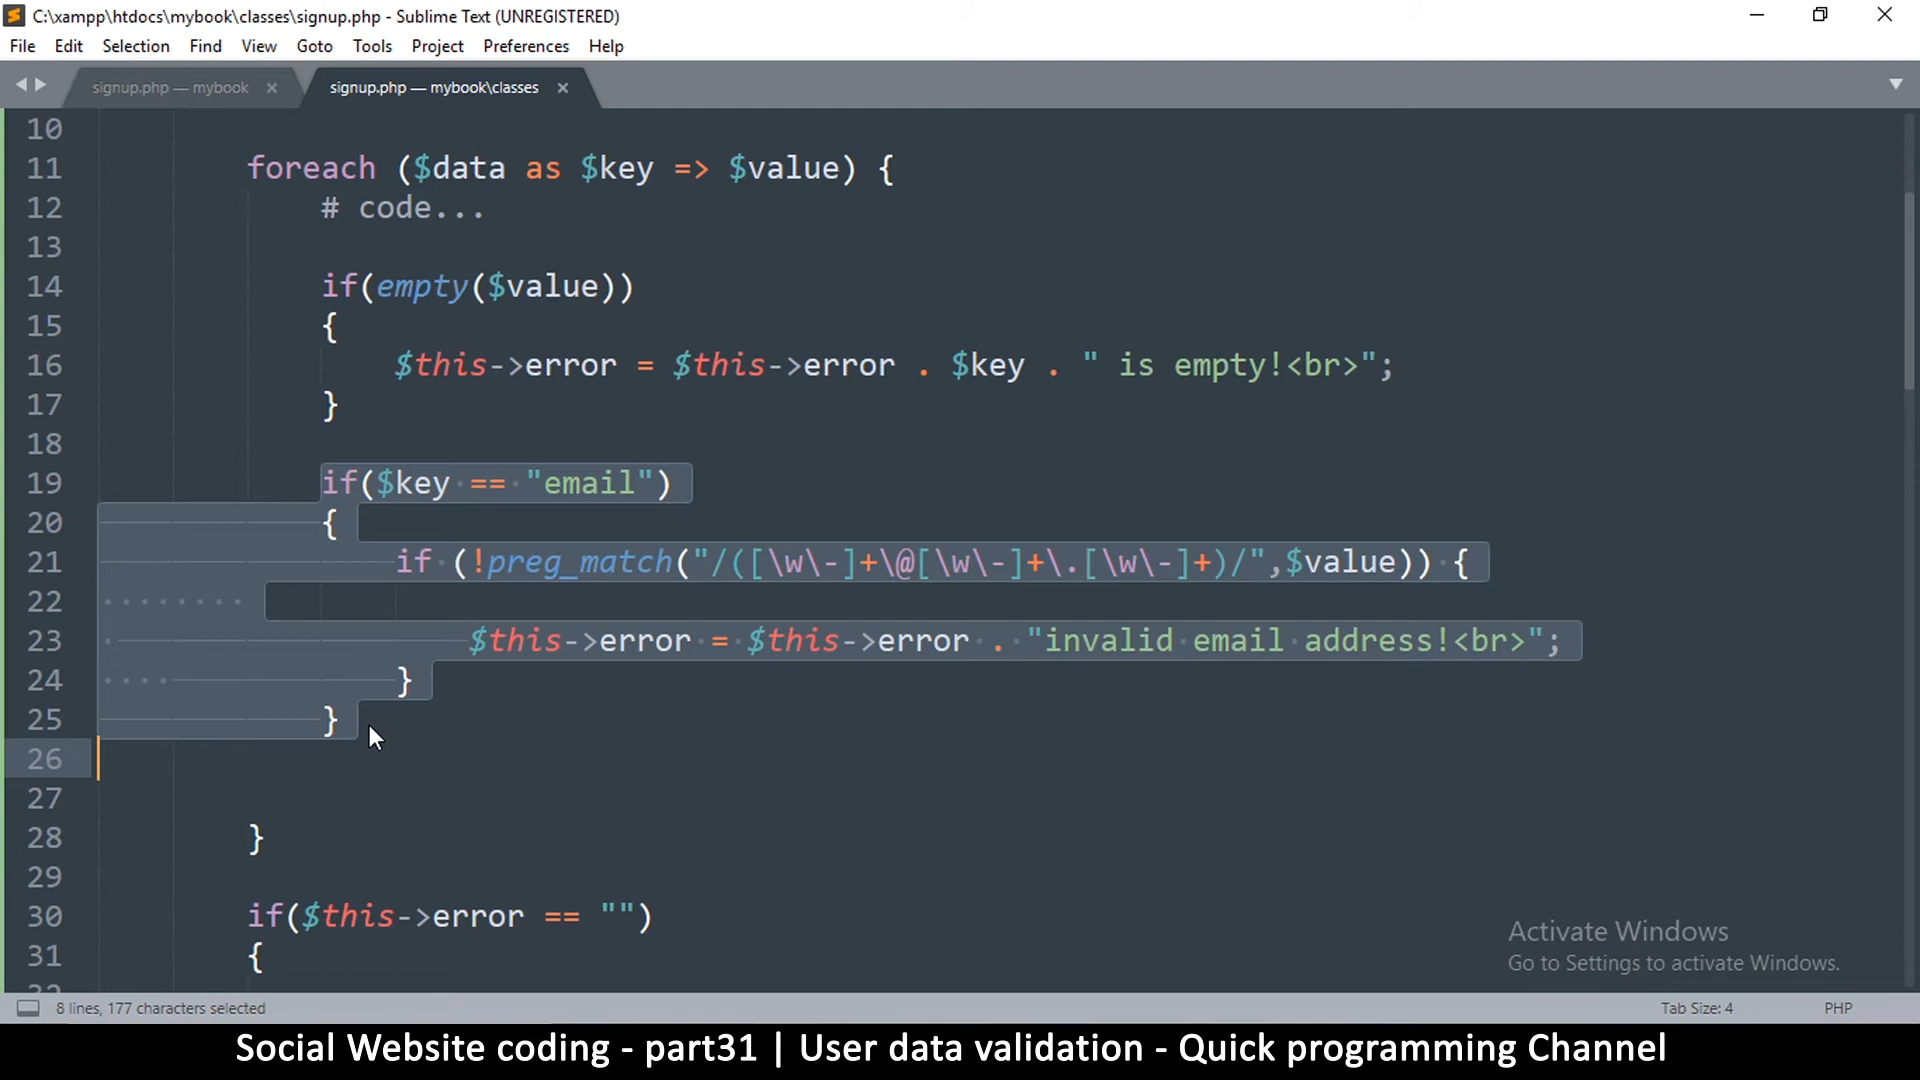 C:\xampp\htdocs\mybook\classes\signup.php - Sublime Text (UNREGISTERED)
File Edit Selection Find View Goto Tools Project Preferences Help
signup.php — mybook signup.php — mybook\classes
10
11 foreach ($data as $key => $value) {
12 # code...
13
14 if(empty($value))
15 {
16 $this->error = $this->error . $key . " is empty!<br>";
17 }
18
19 if($key == "email")
20 {
21 if (!preg_match("/([\w\-]+\@[\w\-]+\.[\w\-]+)/",$value)) {
22
23 $this->error = $this->error . "invalid email address!<br>";
24 }
25 }
26
27
28 }
29
30 if($this->error == "")
31 {
32
Activate Windows
Go to Settings to activate Windows.
8 lines, 177 characters selected Tab Size: 4 PHP
Social Website coding - part31 | User data validation - Quick programming Channel